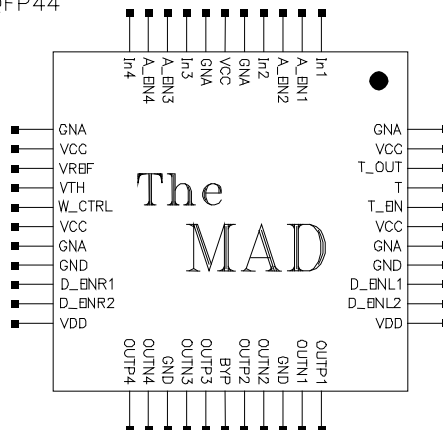 QFP44
In4
A_EN4
A_EN3
In3
GNA
VCC
GNA
In2
A_EN2
A_EN1
In1
GNA
VCC
VREF
VTH
W_CTRL
VCC
GNA
GND
D_ENR1
D_ENR2
VDD
The
MAD
GNA
VCC
T_OUT
T
T_EN
VCC
GNA
GND
D_ENL1
D_ENL2
VDD
OUTP4
OUTN4
GND
OUTN3
OUTP3
BYP
OUTP2
OUTN2
GND
OUTN1
OUTP1